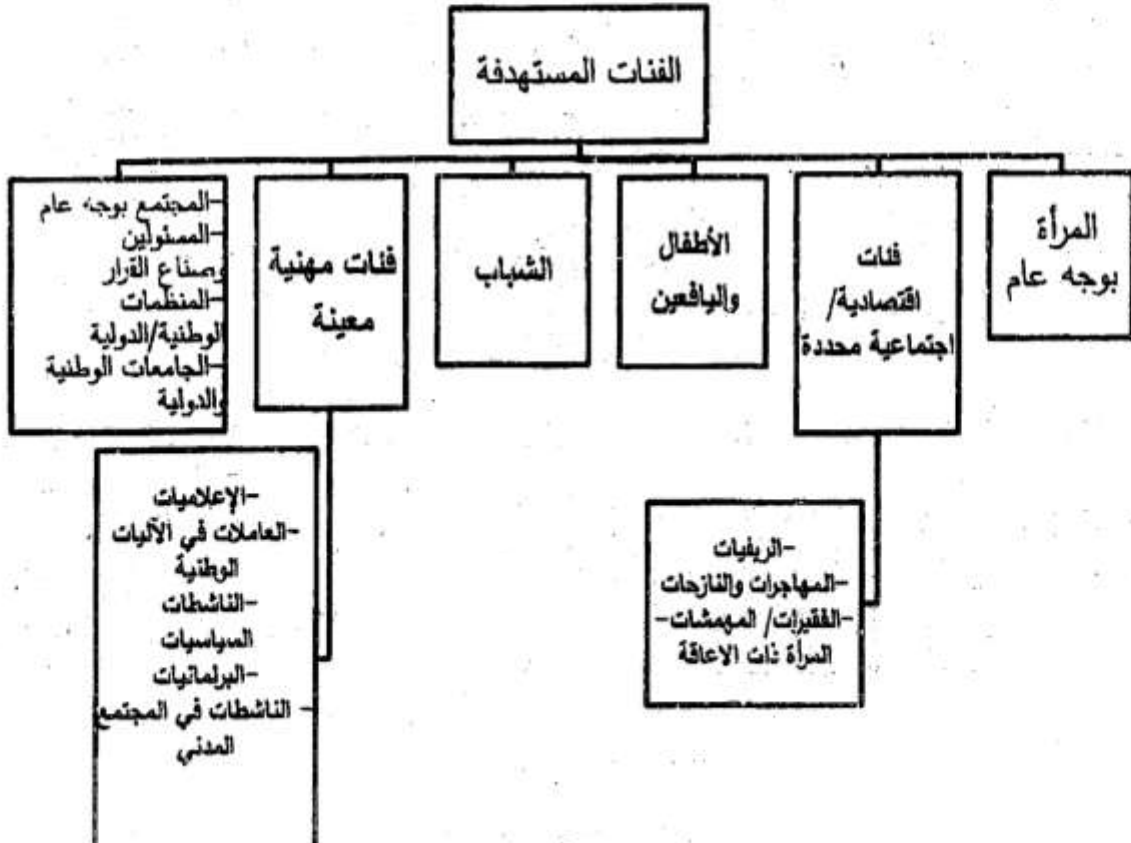 الفئات المستهدفة
المرأة
بوجه عام
فئات
اقتصادية/
اجتماعية محددة
الأطفال
واليافعين
الشباب
فئات مهنية
معينة
-المجتمع بوجه عام
-المسئولين
وصناع القرار
-المنظمات
الوطنية/الدولية
-الجامعات الوطنية
والدولية
-الريفيات
-المهاجرات والنازحات
-الفقيرات/ المهمشات-
المرأة ذات الاعاقة
-الإعلاميات
-العاملات في الآليات
الوطنية
-الناشطات
السياسيات
-البرلمانيات
- الناشطات في المجتمع
المدني